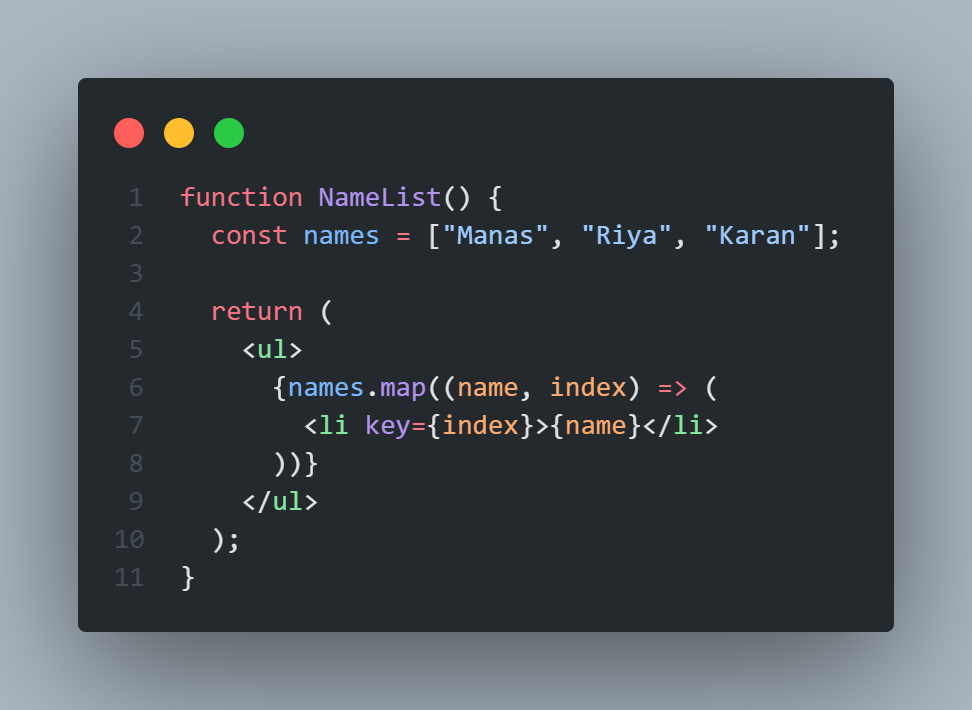 1 function NameList() {
2   const names = ["Manas", "Riya", "Karan"];
3
4   return (
5     <ul>
6       {names.map((name, index) => (
7         <li key={index}>{name}</li>
8       ))}
9     </ul>
10   );
11 }